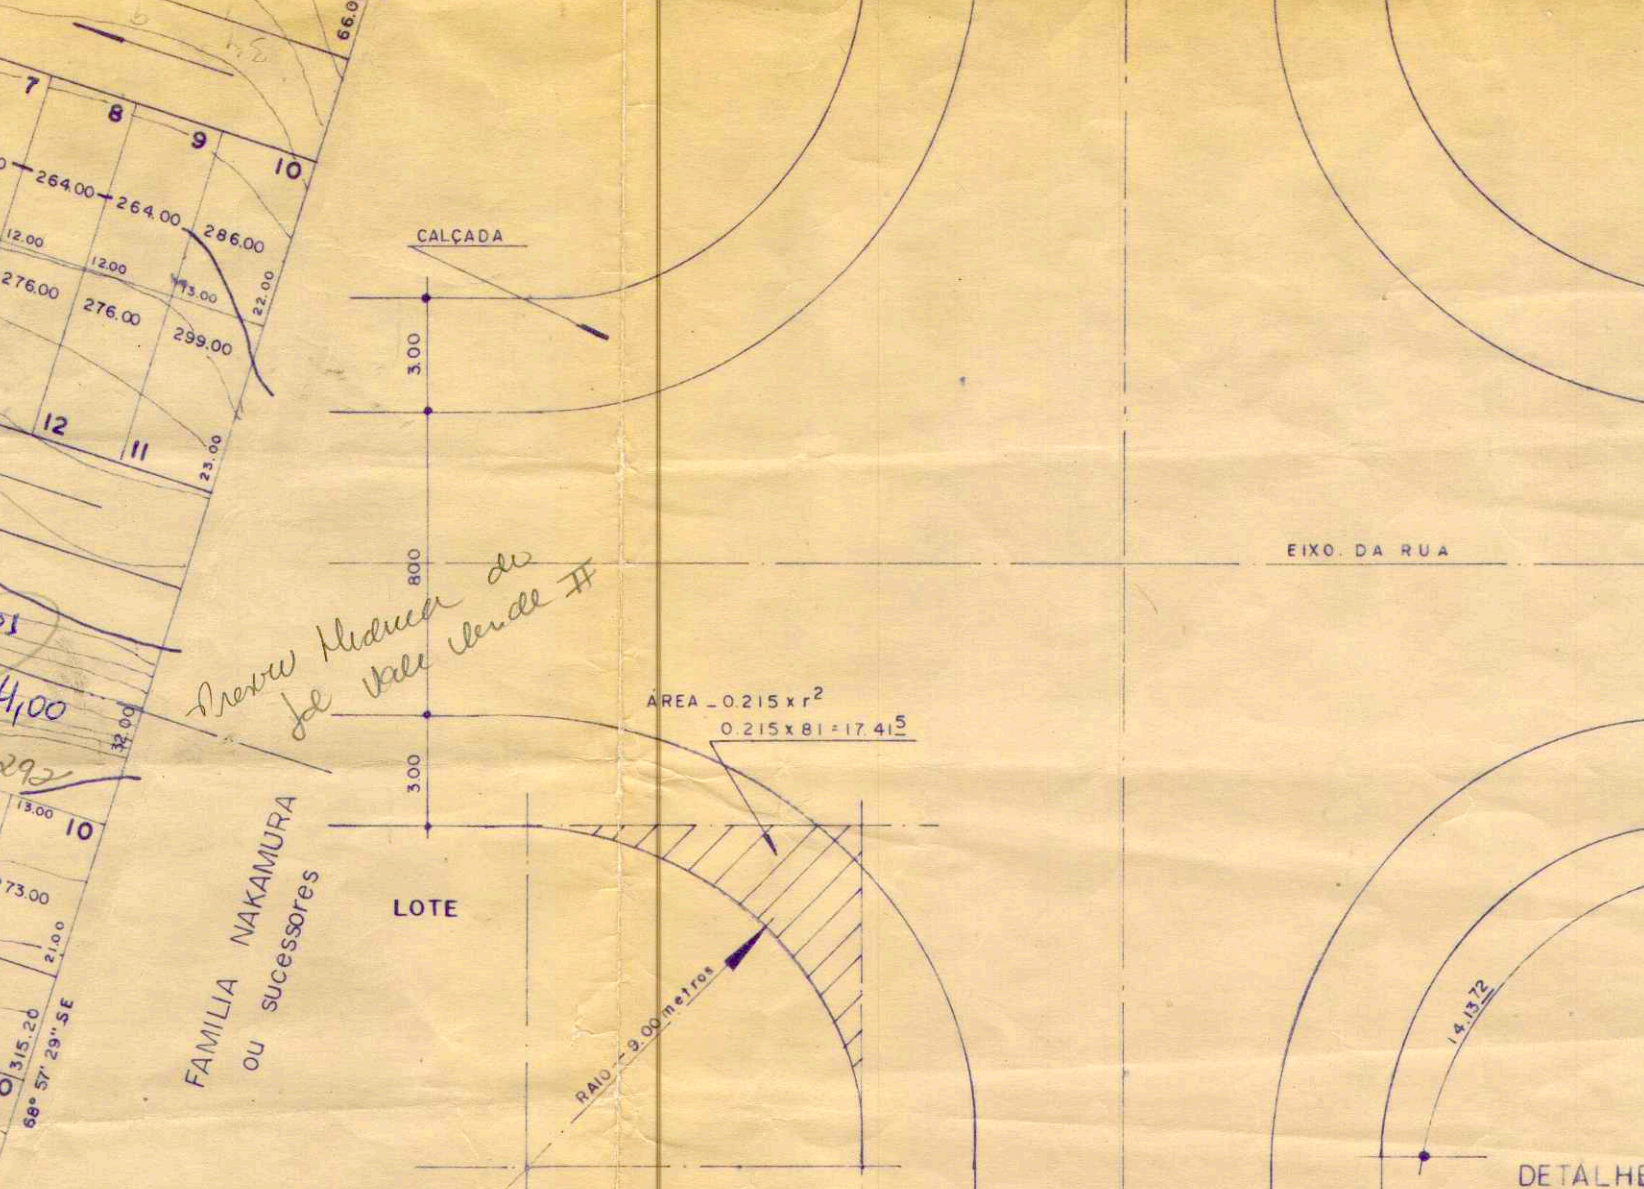 66.0
7
8
9
10
264.00
264.00
286.00
12.00
12.00
13.00
22.00
276.00
276.00
299.00
12
11
23.00
4,00
32.00
292
13.00
10
73.00
21.00
315.20
68° 57' 29" SE
FAMILIA NAKAMURA
ou sucessores
CALÇADA
3.00
800
3.00
II
ÁREA - 0.215 x r²
0.215 x 81 = 17.415
LOTE
RAIO - 9.00 metros
EIXO. DA RUA
14.1372
DETALHE